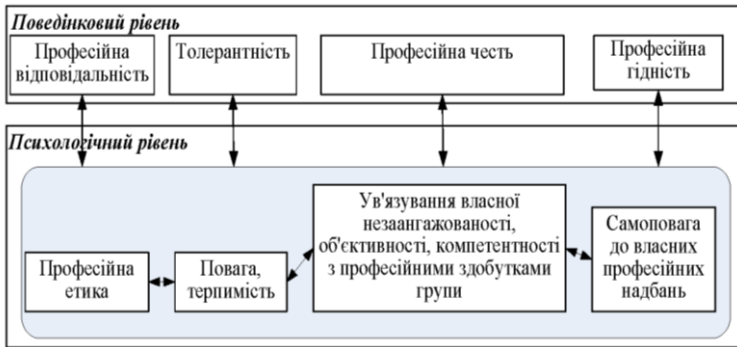 Поведінковий рівень
Професійна
відповідальність
Толерантність
Професійна честь
Професійна
гідність
Психологічний рівень
Професійна
етика
Повага,
терпимість
Ув'язування власної
незаангажованості,
об'єктивності, компетентності
з професійними здобутками
групи
Самоповага
до власних
професійних
надбань